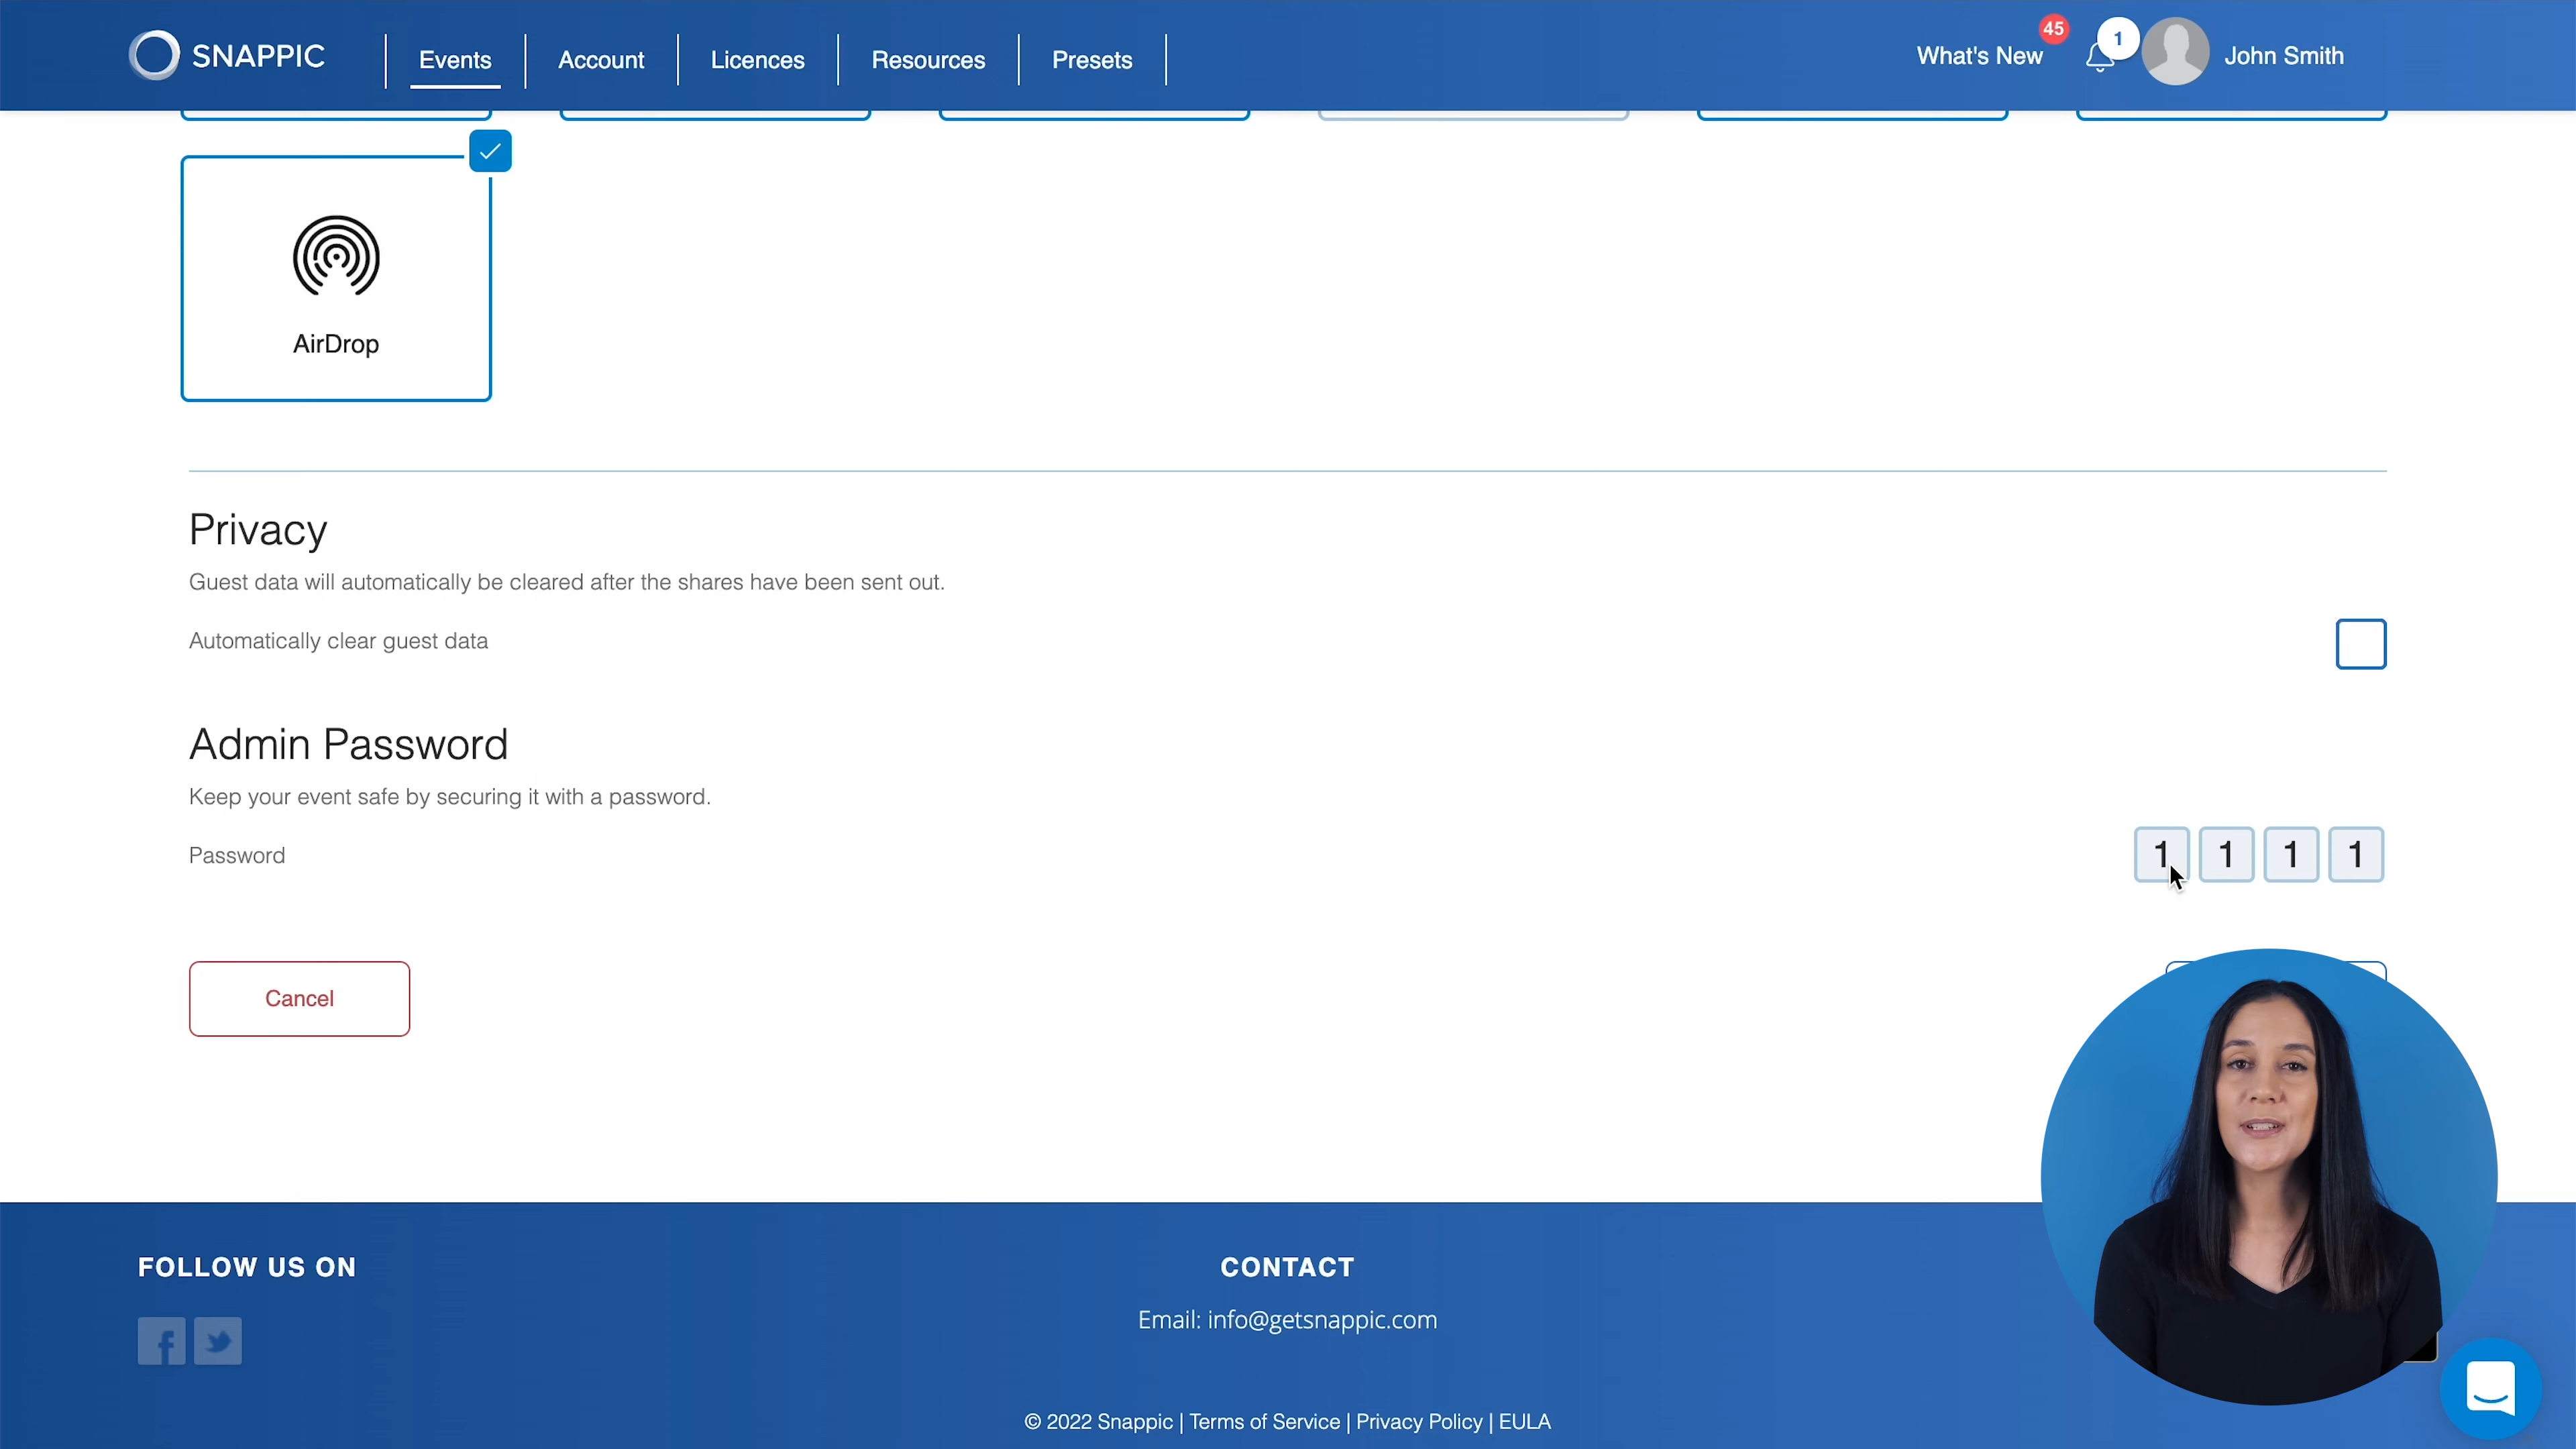 SNAPPIC
Events
Account
Licences
Resources
Presets
What's New
45
1
John Smith
AirDrop
Privacy
Guest data will automatically be cleared after the shares have been sent out.
Automatically clear guest data
Admin Password
Keep your event safe by securing it with a password.
Password
1 1 1 1
Cancel
FOLLOW US ON
CONTACT
Email: info@getsnappic.com
© 2022 Snappic | Terms of Service | Privacy Policy | EULA